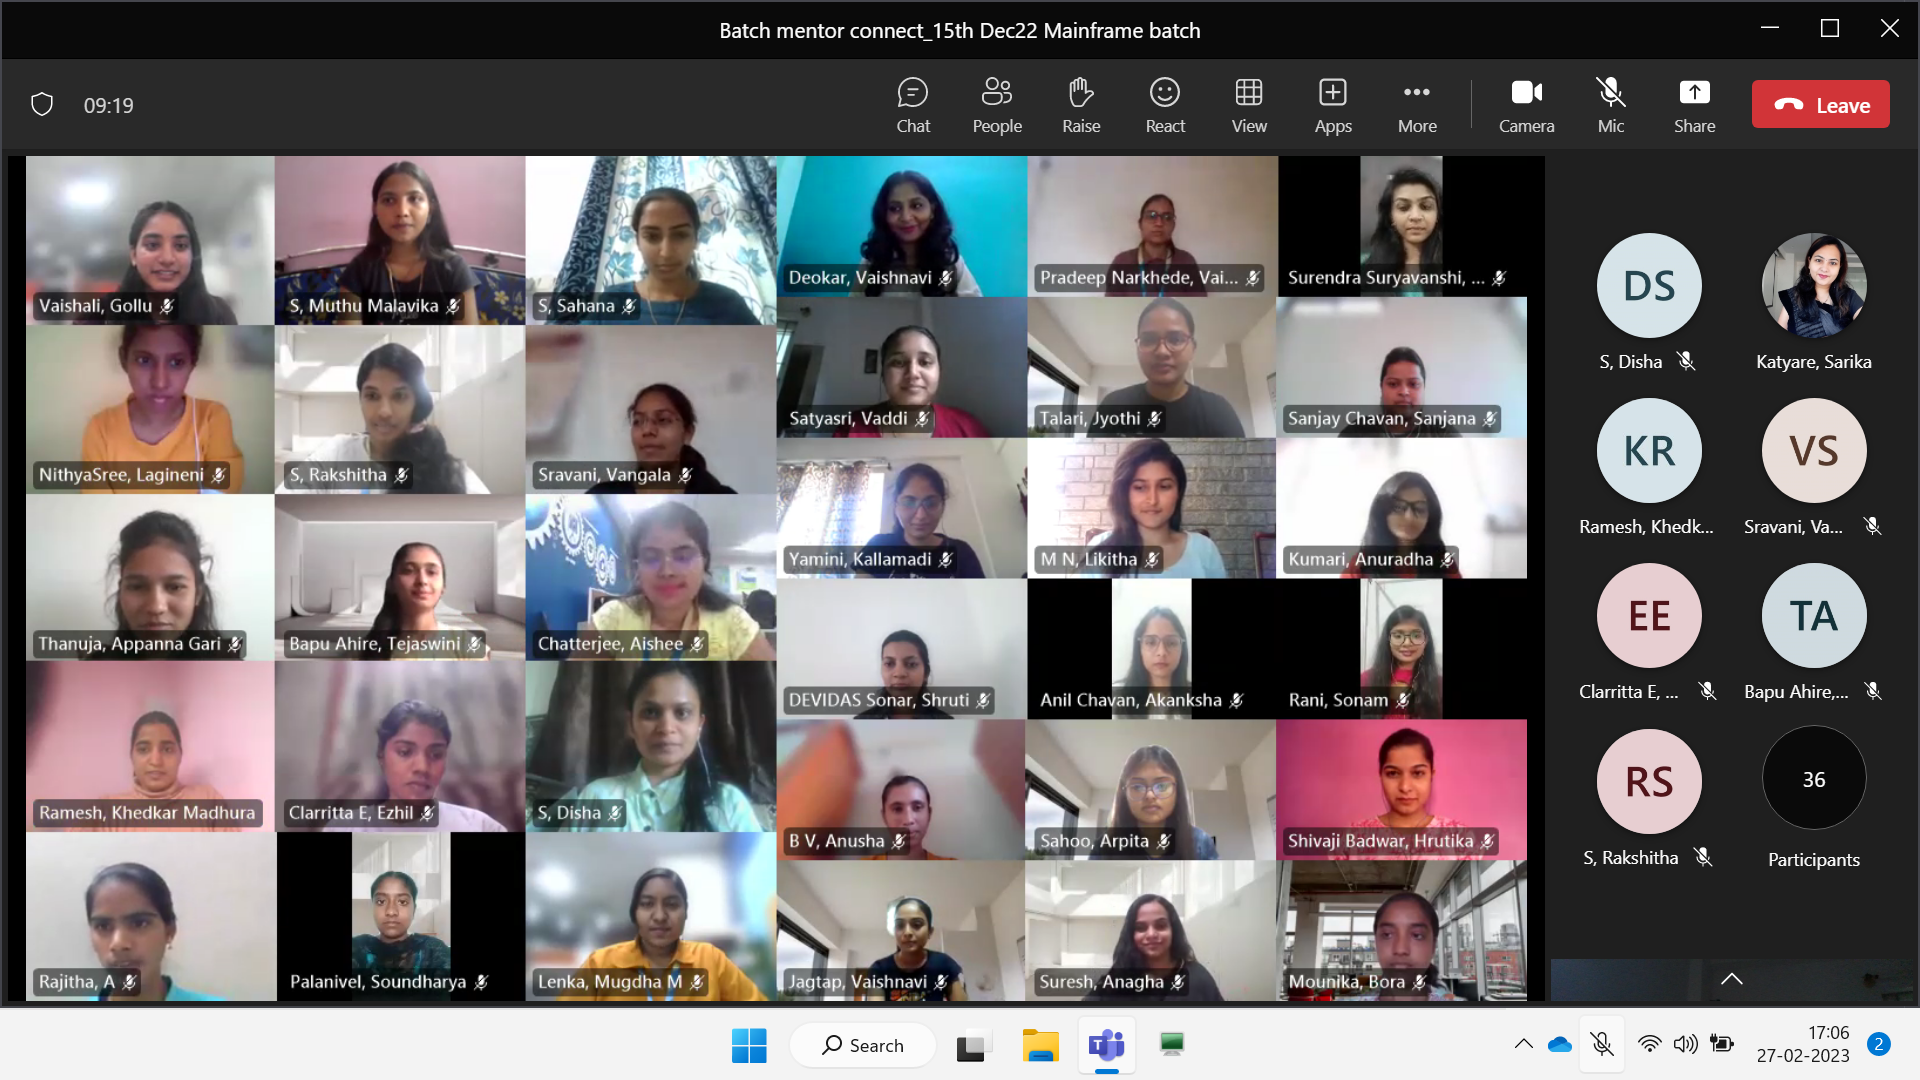 Batch mentor connect_15th Dec22 Mainframe batch
09:19
Chat
People
Raise
React
View
Apps
More
Camera
Mic
Share
Leave
Vaishali, Gollu
S, Muthu Malavika
S, Sahana
Deokar, Vaishnavi
Pradeep Narkhede, Vai...
Surendra Suryavanshi, ...
NithyaSree, Lagineni
S, Rakshitha
Sravani, Vangala
Satyasri, Vaddi
Talari, Jyothi
Sanjay Chavan, Sanjana
Thanuja, Appanna Gari
Bapu Ahire, Tejaswini
Chatterjee, Aishee
Yamini, Kallamadi
M N, Likitha
Kumari, Anuradha
DEVIDAS Sonar, Shruti
Anil Chavan, Akanksha
Rani, Sonam
Ramesh, Khedkar Madhura
Clarritta E, Ezhil
S, Disha
B V, Anusha
Sahoo, Arpita
Shivaji Badwar, Hrutika
Rajitha, A
Palanivel, Soundharya
Lenka, Mugdha M
Jagtap, Vaishnavi
Suresh, Anagha
Mounika, Bora
DS
S, Disha
Katyare, Sarika
KR
Ramesh, Khedk...
VS
Sravani, Va...
EE
Clarritta E, ...
TA
Bapu Ahire,...
RS
S, Rakshitha
36
Participants
Search
T
17:06
27-02-2023
2